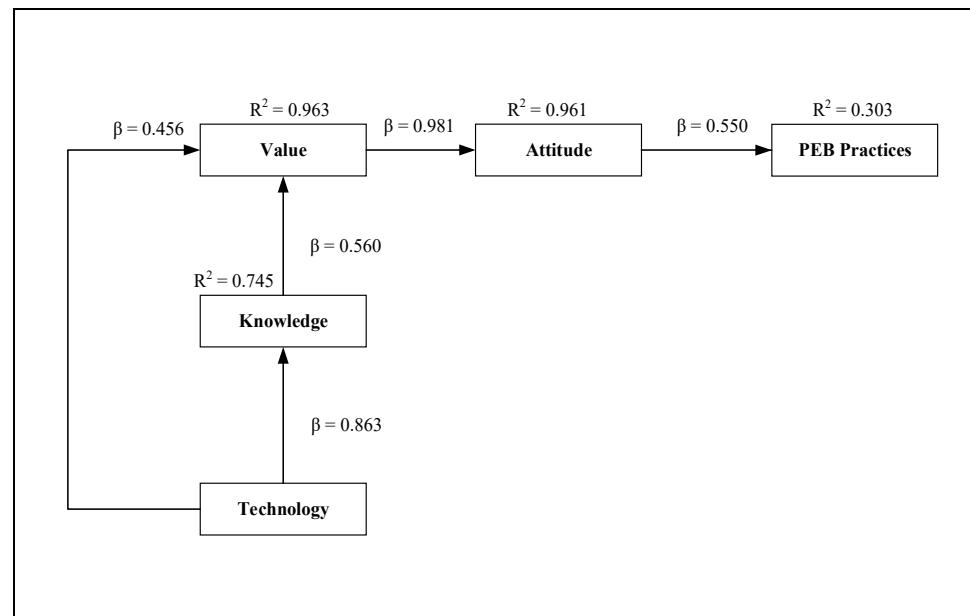 R² = 0.963
R² = 0.961
R² = 0.303
β = 0.456
β = 0.981
β = 0.550
Value
Attitude
PEB Practices
β = 0.560
R² = 0.745
Knowledge
β = 0.863
Technology